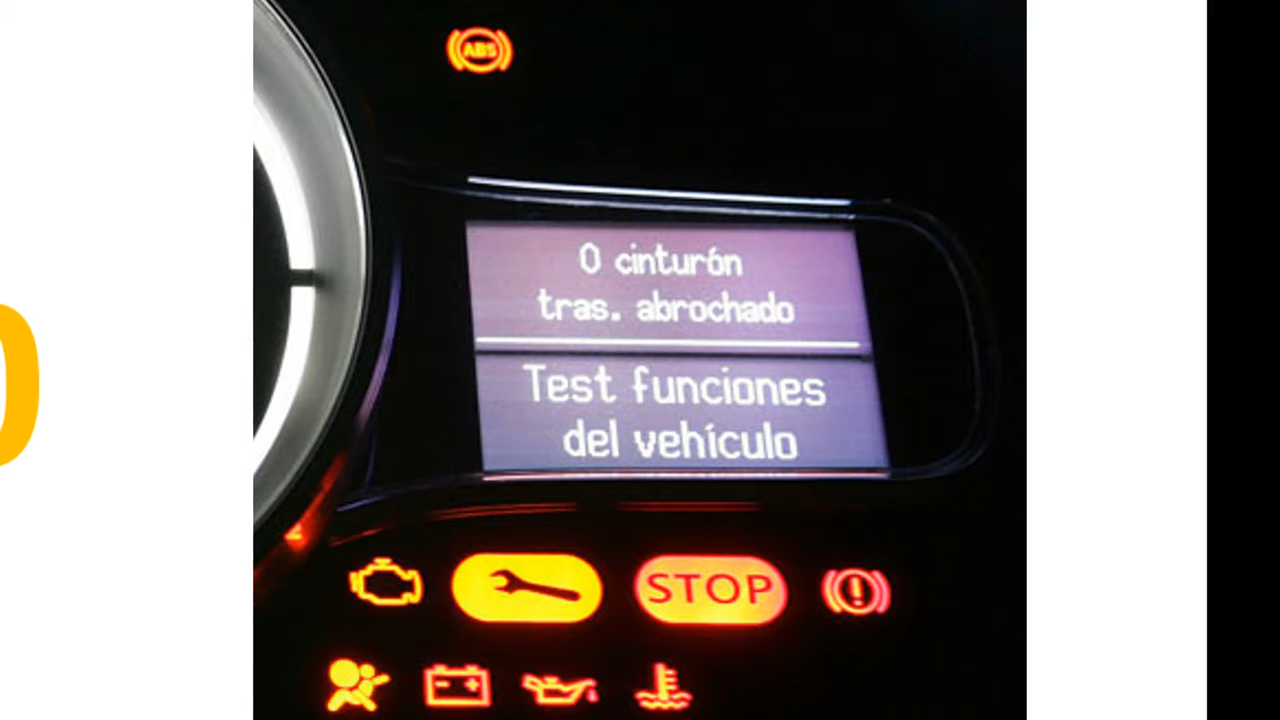 ABS
0 cinturón
tras. abrochado
Test funciones
del vehículo
STOP